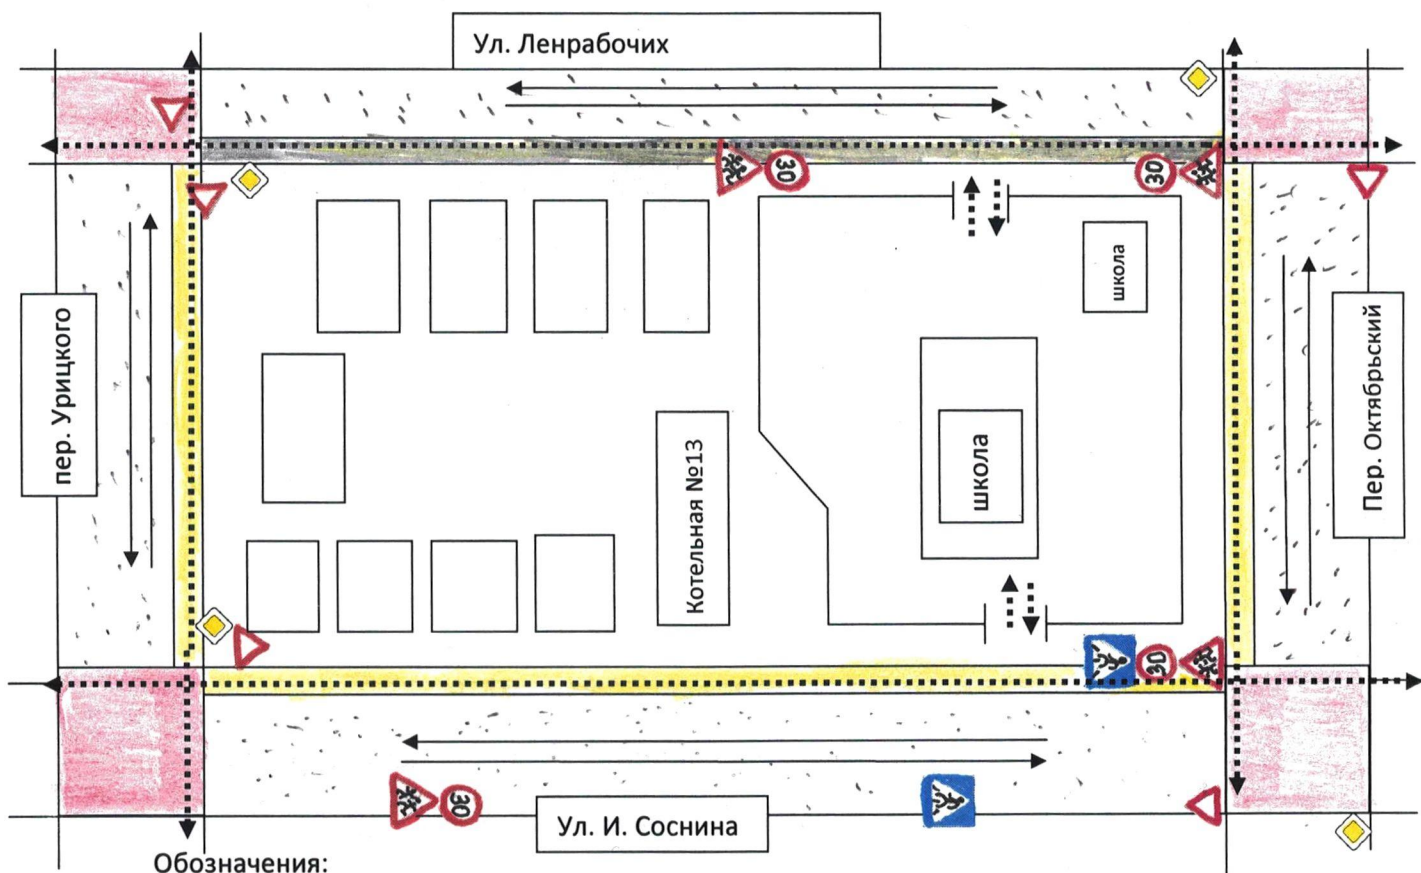 Ул. Ленрабочих
30
30
школа
пер. Урицкого
Пер. Октябрьский
школа
Котельная №13
30
30
Ул. И. Соснина
Обозначения: